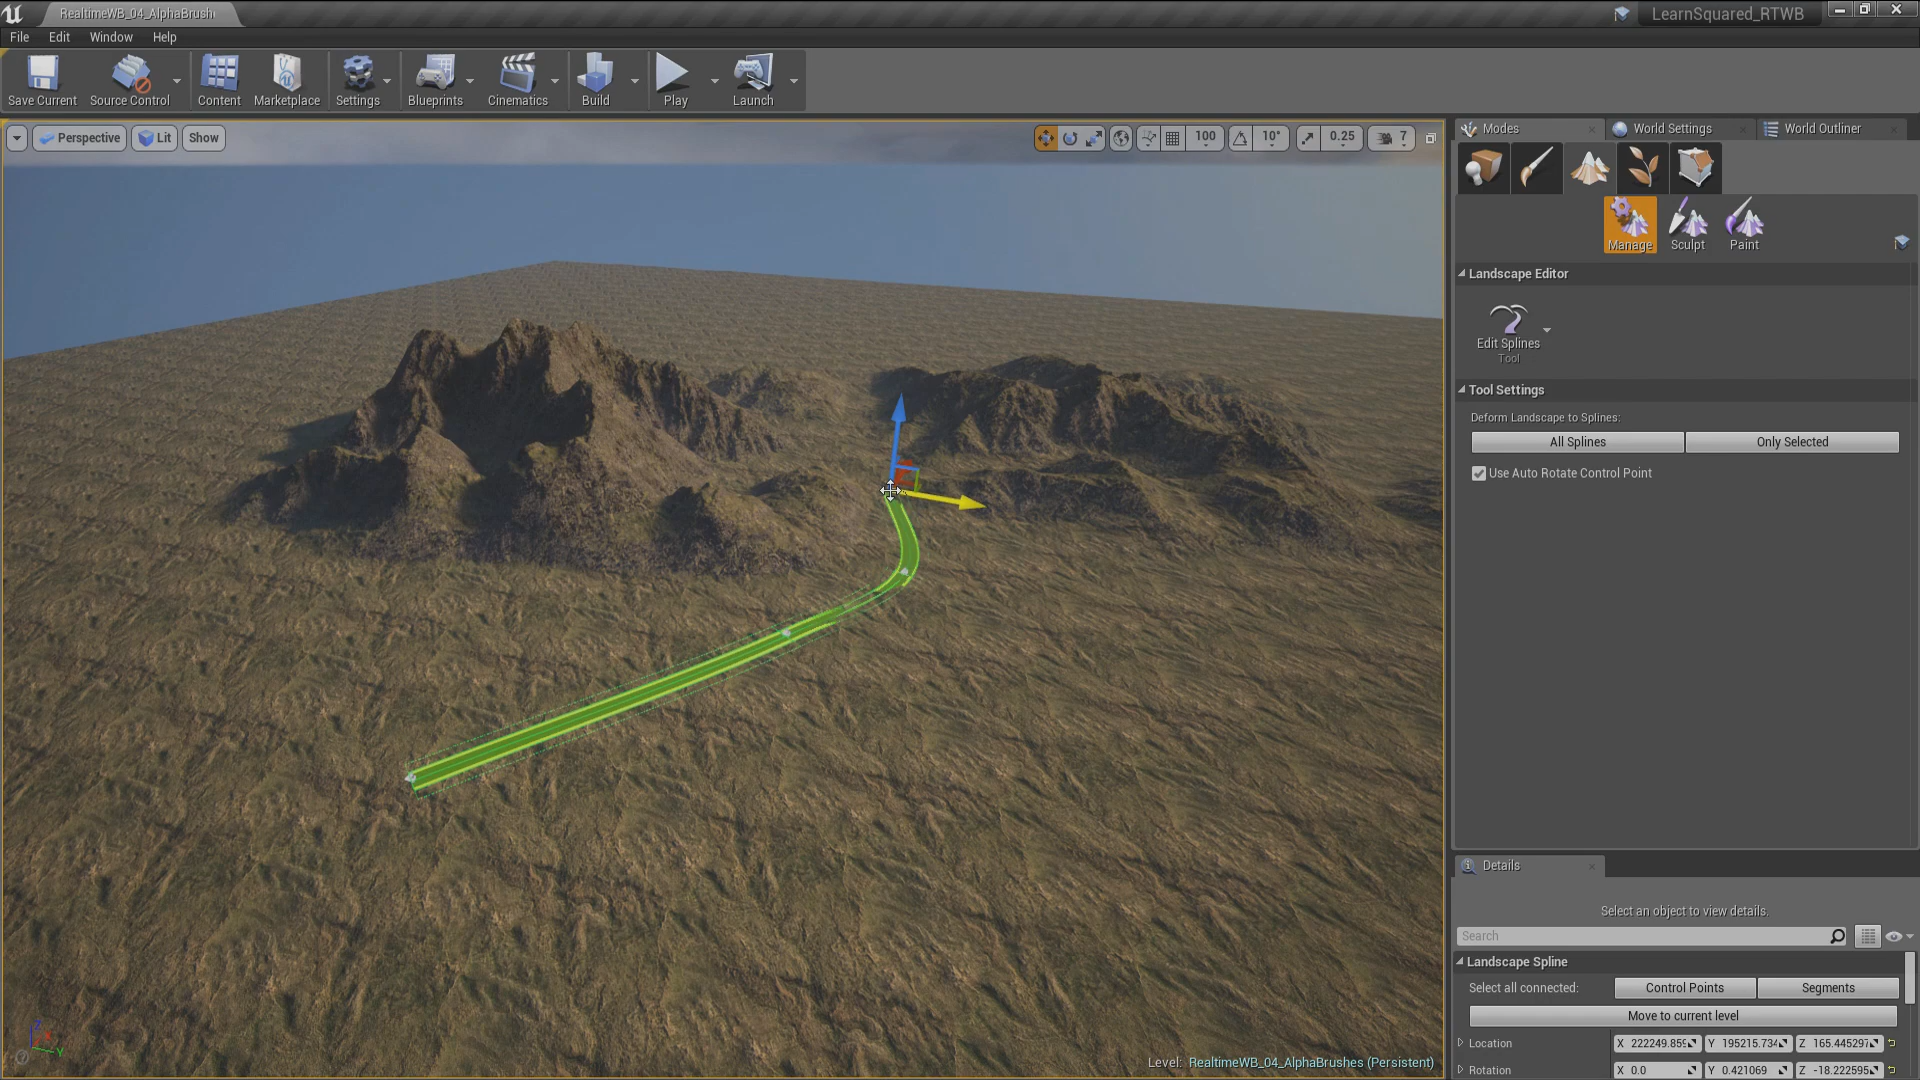 RealtimeWB_04_AlphaBrushe
LearnSquared_RTWB
File Edit Window Help
Save Current Source Control Content Marketplace Settings Blueprints Cinematics Build Play Launch
Perspective Lit Show
100 10° 0.25 7
Modes World Settings World Outliner
Manage Sculpt Paint
Landscape Editor
Edit Splines
Tool
Tool Settings
Deform Landscape to Splines:
All Splines Only Selected
Use Auto Rotate Control Point
Details
Select an object to view details.
Search
Landscape Spline
Select all connected: Control Points Segments
Move to current level
Location X 222249.859 Y 195215.734 Z 165.445297
Rotation X 0.0 Y 0.421069 Z -18.222595
Z
X
Y
Level: RealtimeWB_04_AlphaBrushes (Persistent)